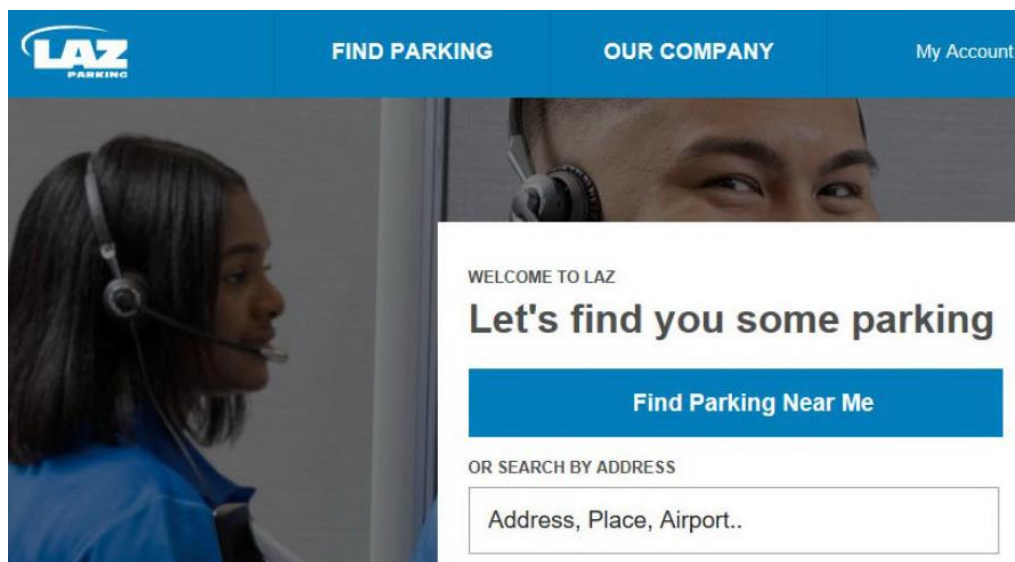 LAZ
PARKING
FIND PARKING
OUR COMPANY
My Account
WELCOME TO LAZ
Let's find you some parking
Find Parking Near Me
OR SEARCH BY ADDRESS
Address, Place, Airport..